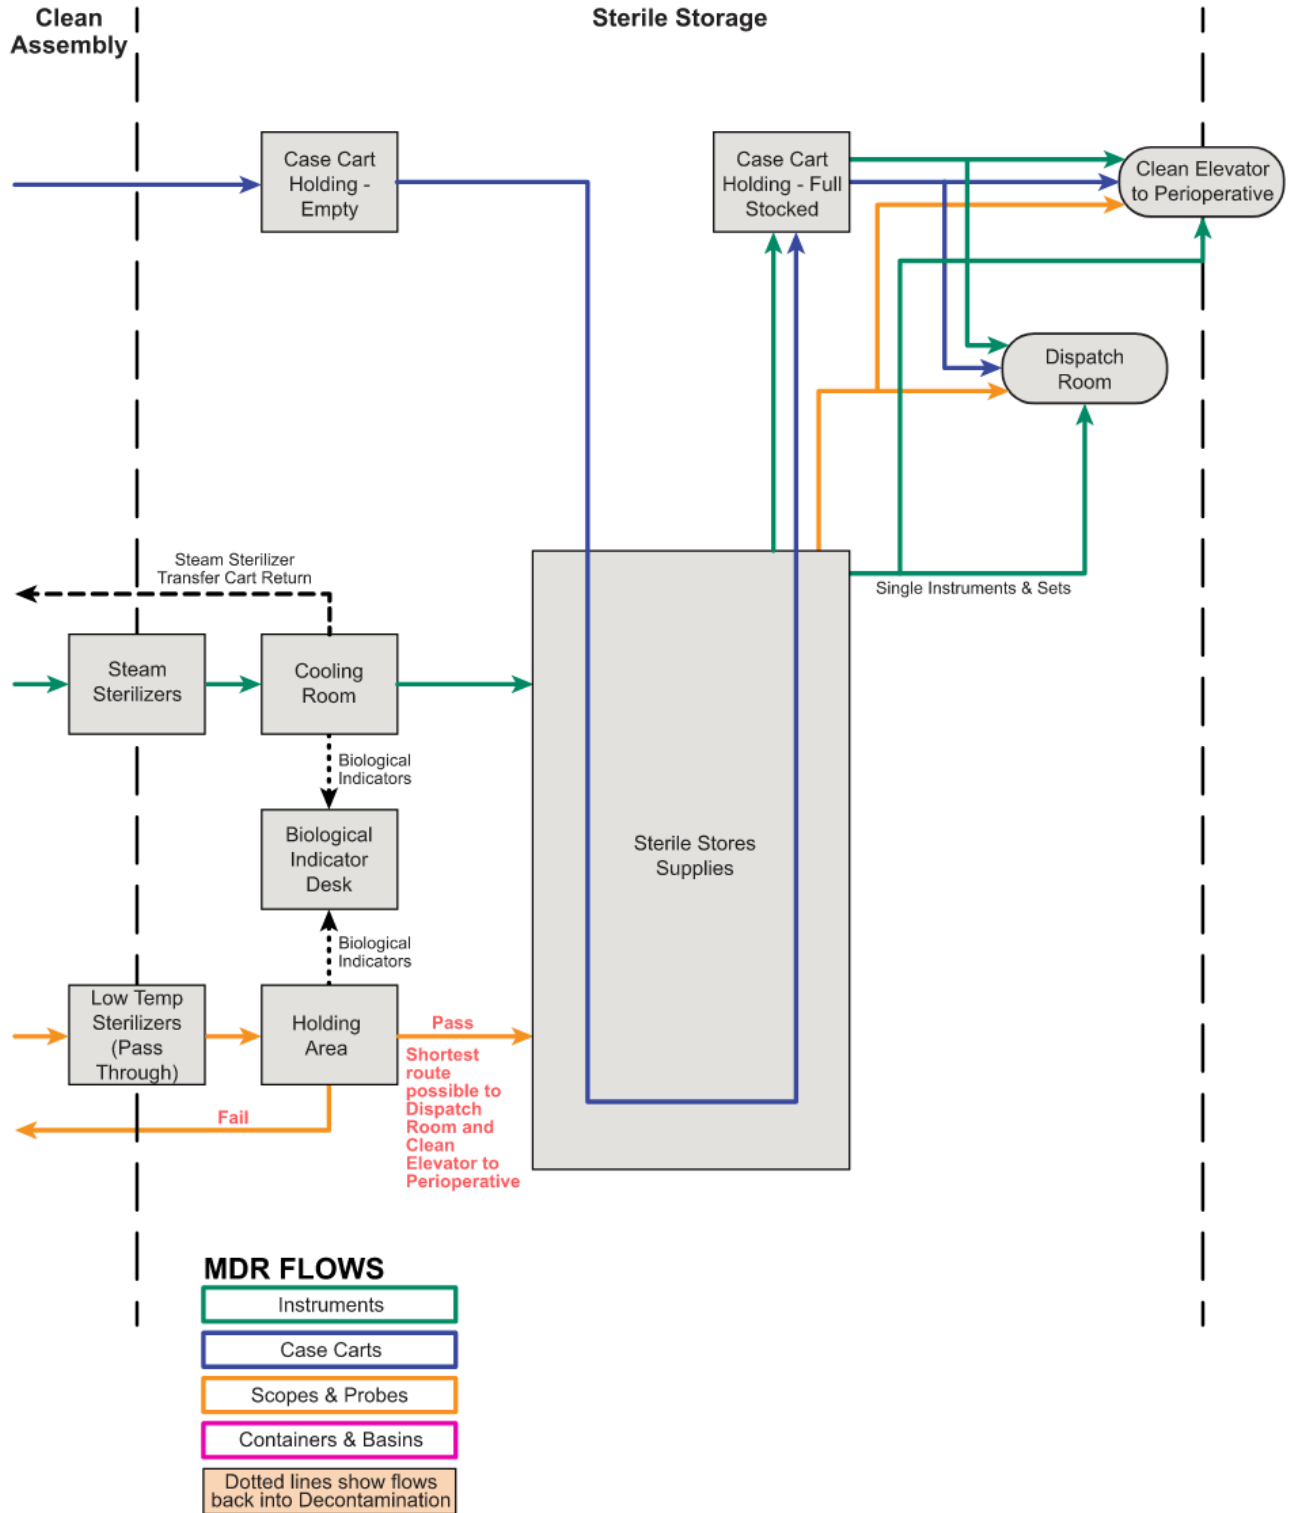 Clean
Assembly
Sterile Storage
Case Cart
Holding -
Empty
Case Cart
Holding - Full
Stocked
Clean Elevator
to Perioperative
Dispatch
Room
Steam Sterilizer
Transfer Cart Return
Single Instruments & Sets
Steam
Sterilizers
Cooling
Room
Biological
Indicators
Biological
Indicator
Desk
Sterile Stores
Supplies
Biological
Indicators
Low Temp
Sterilizers
(Pass
Through)
Holding
Area
Pass
Shortest
route
possible to
Dispatch
Room and
Clean
Elevator to
Perioperative
Fail
MDR FLOWS
Instruments
Case Carts
Scopes & Probes
Containers & Basins
Dotted lines show flows
back into Decontamination